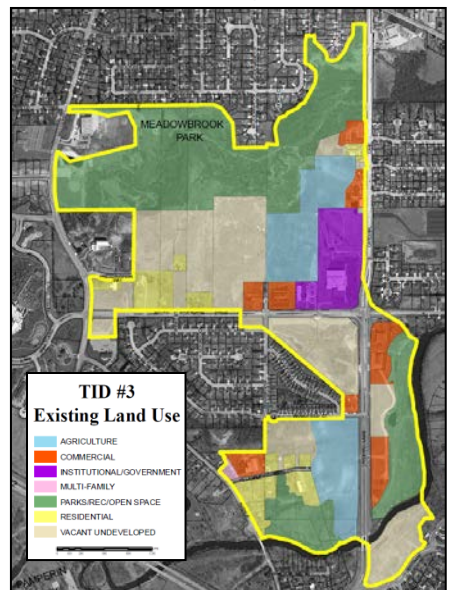 MEADOWBROOK
PARK
TID #3
Existing Land Use
AGRICULTURE
COMMERCIAL
INSTITUTIONAL/GOVERNMENT
MULTI-FAMILY
PARKS/REC/OPEN SPACE
RESIDENTIAL
VACANT UNDEVELOPED
PAMPERIN